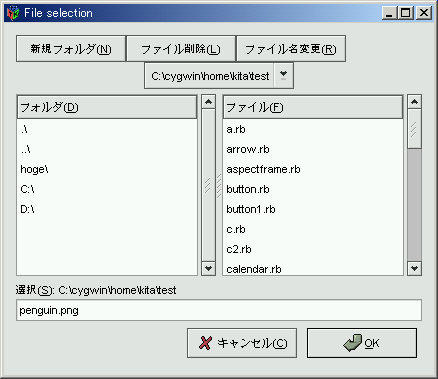 File selection
新規フォルダ(N) ファイル削除(L) ファイル名変更(R)
C:\cygwin\home\kita\test
フォルダ(D)
.\
..\
hoge\
C:\
D:\
ファイル(F)
a.rb
arrow.rb
aspectframe.rb
button.rb
button1.rb
c.rb
c2.rb
calendar.rb
選択(S): C:\cygwin\home\kita\test
penguin.png
キャンセル(C) OK